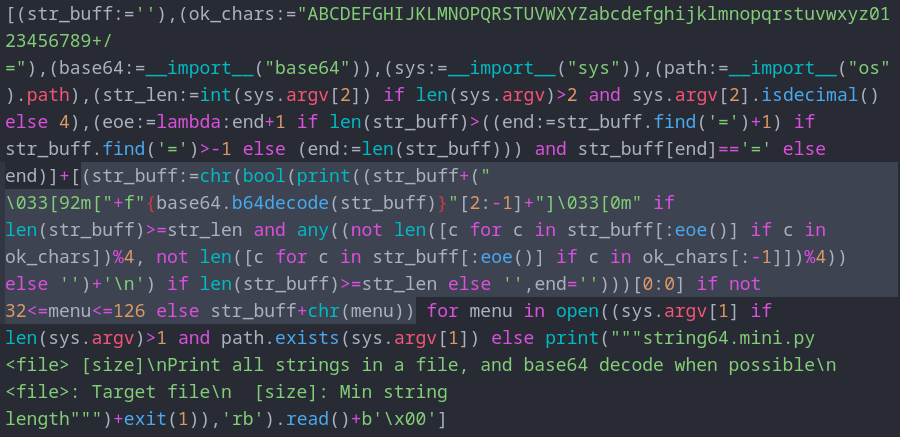 [(str_buff:=''),(ok_chars:="ABCDEFGHIJKLMNOPQRSTUVWXYZabcdefghijklmnopqrstuvwxyz01
23456789+/
="),(base64:=__import__("base64")),(sys:=__import__("sys")),(path:=__import__("os"
).path),(str_len:=int(sys.argv[2]) if len(sys.argv)>2 and sys.argv[2].isdecimal()
else 4),(eoe:=lambda:end+1 if len(str_buff)>((end:=str_buff.find('=')+1) if
str_buff.find('=')>-1 else (end:=len(str_buff))) and str_buff[end]=='=' else
end)]+[(str_buff:=chr(bool(print((str_buff+("
\033[92m["+f"{base64.b64decode(str_buff)}"[2:-1]+"]\033[0m" if
len(str_buff)>=str_len and any((not len([c for c in str_buff[:eoe()] if c in
ok_chars])%4, not len([c for c in str_buff[:eoe()] if c in ok_chars[:-1]])%4))
else '')+'\n') if len(str_buff)>=str_len else '',end='')))[0:0] if not
32<=menu<=126 else str_buff+chr(menu)) for menu in open((sys.argv[1] if
len(sys.argv)>1 and path.exists(sys.argv[1]) else print("""string64.mini.py
<file> [size]\nPrint all strings in a file, and base64 decode when possible\n
<file>: Target file\n  [size]: Min string
length""")+exit(1)),'rb').read()+b'\x00']